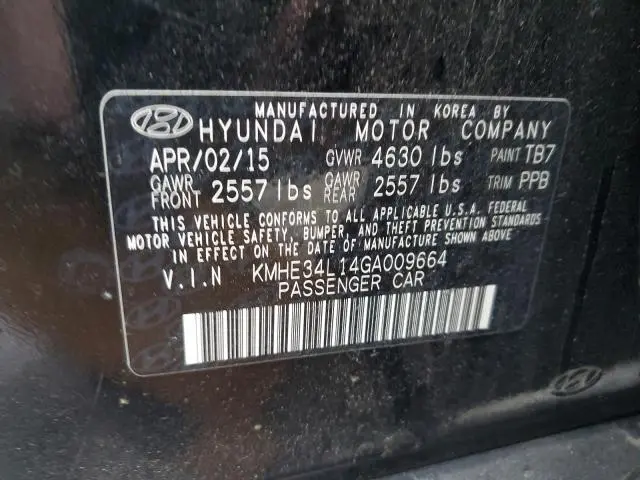 MANUFACTURED IN KOREA BY
HYUNDAI MOTOR COMPANY
APR/02/15 GVWR 4630 lbs PAINT TB7
GAWR FRONT 2557 lbs GAWR REAR 2557 lbs TRIM PPB
THIS VEHICLE CONFORMS TO ALL APPLICABLE U.S.A. FEDERAL
MOTOR VEHICLE SAFETY, BUMPER, AND THEFT PREVENTION STANDARDS
IN EFFECT ON THE DATE OF MANUFACTURE SHOWN ABOVE.
V.I.N KMHE34L14GA009664
PASSENGER CAR